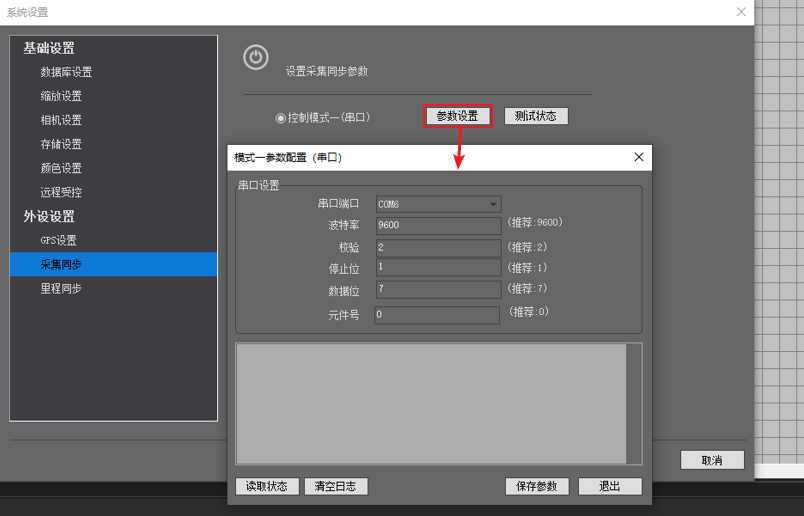 系统设置
基础设置
数据库设置
缩放设置
相机设置
存储设置
颜色设置
远程受控
外设设置
GPS设置
采集同步
里程同步
设置采集同步参数
控制模式一(串口)
参数设置
测试状态
模式一参数配置（串口）
串口设置
串口端口 COM6
波特率 9600 (推荐:9600)
校验 2 (推荐:2)
停止位 1 (推荐:1)
数据位 7 (推荐:7)
元件号 0 (推荐:0)
读取状态
清空日志
保存参数
退出
取消